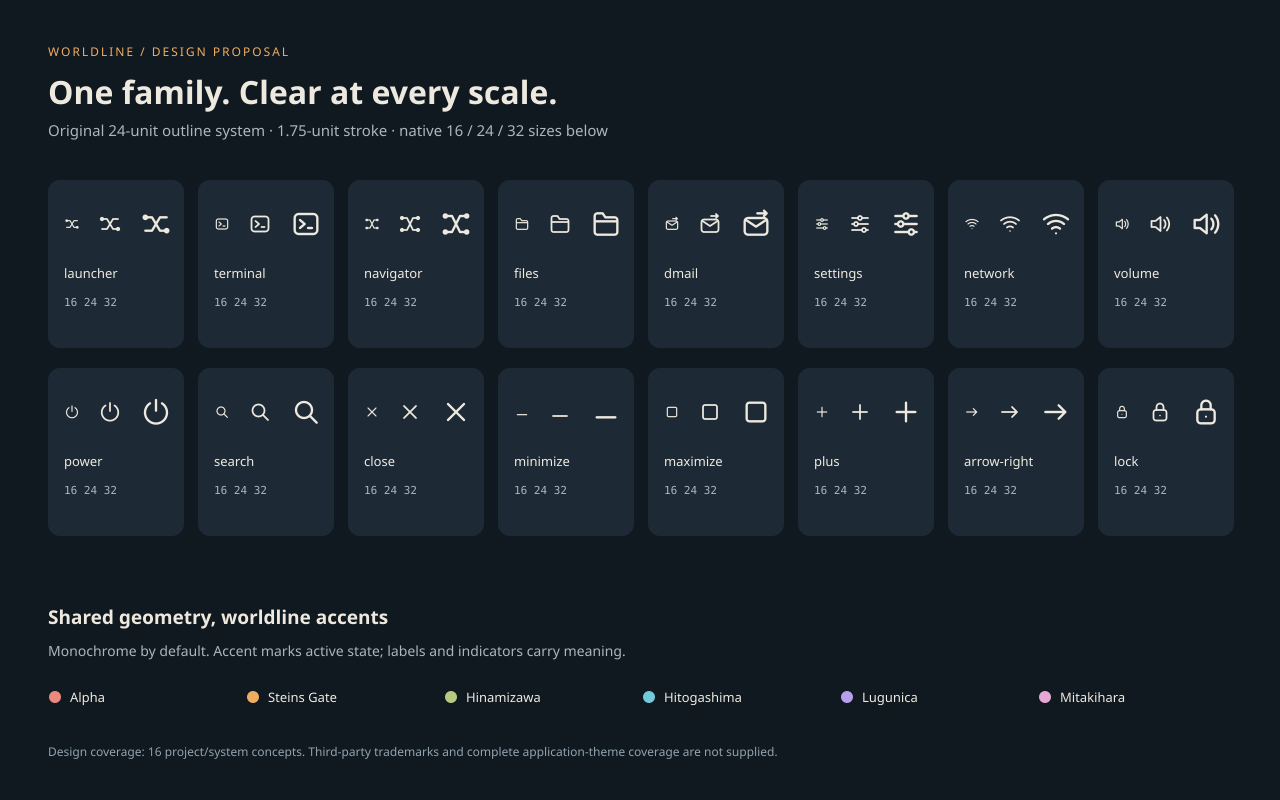 WORLDLINE / DESIGN PROPOSAL
One family. Clear at every scale.
Original 24-unit outline system · 1.75-unit stroke · native 16 / 24 / 32 sizes below
launcher
16 24 32
terminal
16 24 32
navigator
16 24 32
files
16 24 32
dmail
16 24 32
settings
16 24 32
network
16 24 32
volume
16 24 32
power
16 24 32
search
16 24 32
close
16 24 32
minimize
16 24 32
maximize
16 24 32
plus
16 24 32
arrow-right
16 24 32
lock
16 24 32
Shared geometry, worldline accents
Monochrome by default. Accent marks active state; labels and indicators carry meaning.
Alpha
Steins Gate
Hinamizawa
Hitogashima
Lugunica
Mitakihara
Design coverage: 16 project/system concepts. Third-party trademarks and complete application-theme coverage are not supplied.